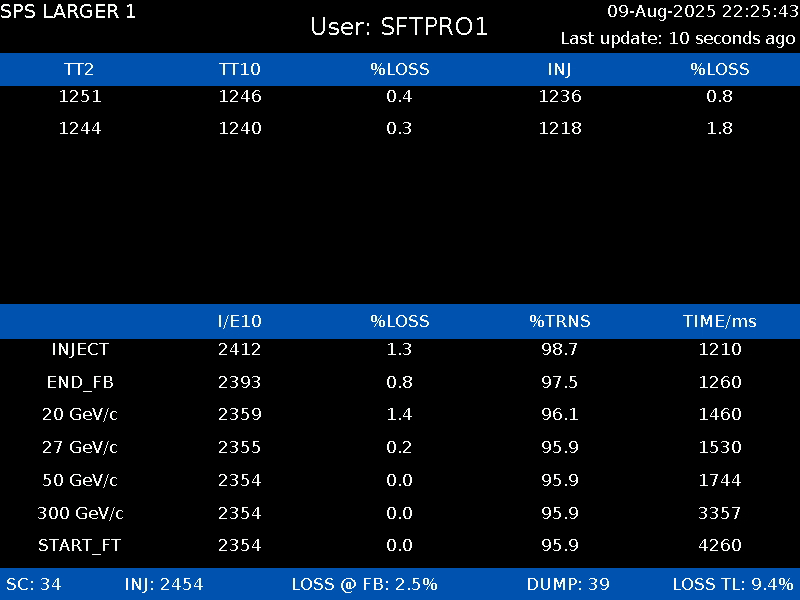 SPS LARGER 1
User: SFTPRO1
09-Aug-2025 22:25:43
Last update: 10 seconds ago
TT2 TT10 %LOSS INJ %LOSS
1251 1246 0.4 1236 0.8
1244 1240 0.3 1218 1.8
I/E10 %LOSS %TRNS TIME/ms
INJECT 2412 1.3 98.7 1210
END_FB 2393 0.8 97.5 1260
20 GeV/c 2359 1.4 96.1 1460
27 GeV/c 2355 0.2 95.9 1530
50 GeV/c 2354 0.0 95.9 1744
300 GeV/c 2354 0.0 95.9 3357
START_FT 2354 0.0 95.9 4260
SC: 34 INJ: 2454 LOSS @ FB: 2.5% DUMP: 39 LOSS TL: 9.4%